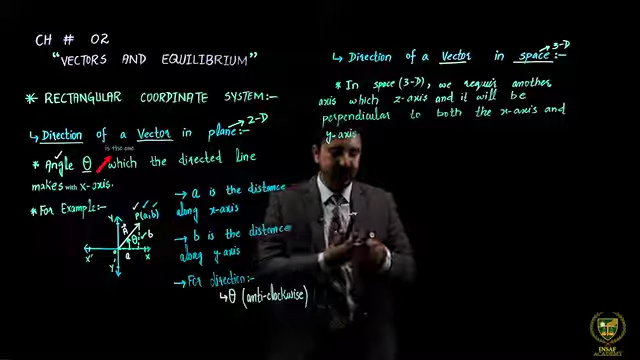 CH # 02
"VECTORS AND EQUILIBRIUM"
* RECTANGULAR COORDINATE SYSTEM:-
↳ Direction of a Vector in plane:- → 2-D
is the one
* Angle θ which the directed line
makes with x-axis.
* For Example:-
Y
P(a,b)
A
θ
b
X'
o
a
X
Y'
→ a is the distance
along x-axis
→ b is the distance
along y-axis
→ For direction:-
↳ θ (anti-clockwise)
↳ Direction of a Vector in space:- → 3-D
* In space (3-D), we require another
axis which z-axis and it will be
perpendicular to both the x-axis and
y-axis
INSAF
ACADEMY